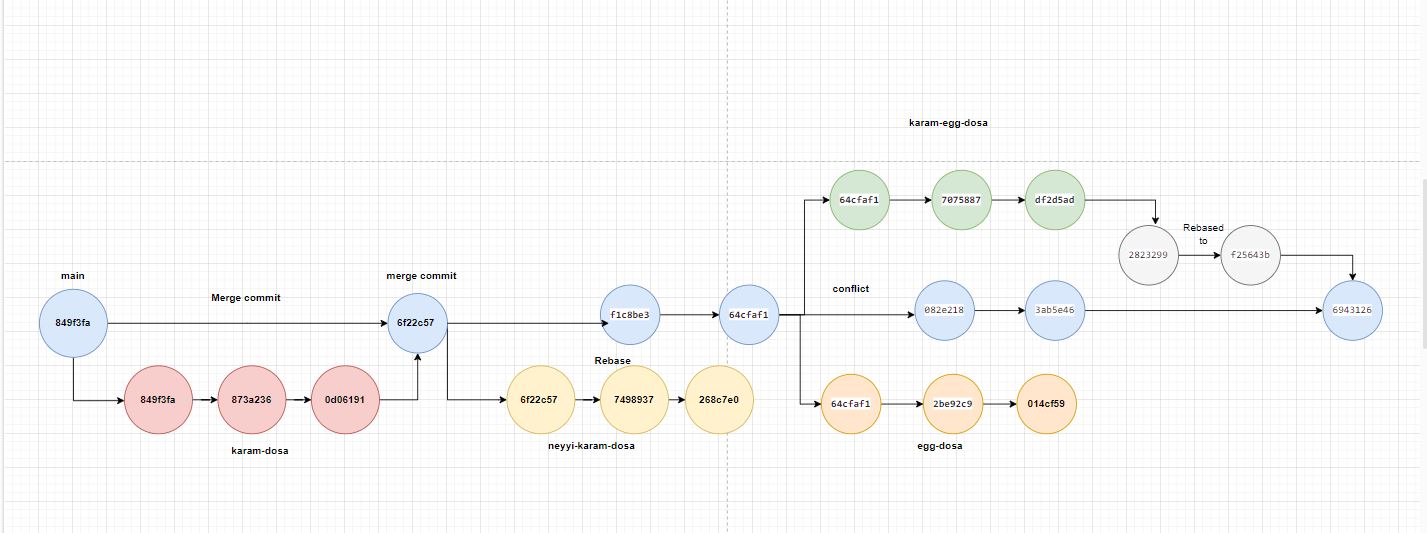 karam-egg-dosa
64cfaf1
7075887
df2d5ad
Rebased
to
2823299
f25643b
main
merge commit
Merge commit
conflict
849f3fa
6f22c57
f1c8be3
64cfaf1
082e218
3ab5e46
6943126
Rebase
849f3fa
873a236
0d06191
6f22c57
7498937
268c7e0
64cfaf1
2be92c9
014cf59
karam-dosa
neyyi-karam-dosa
egg-dosa